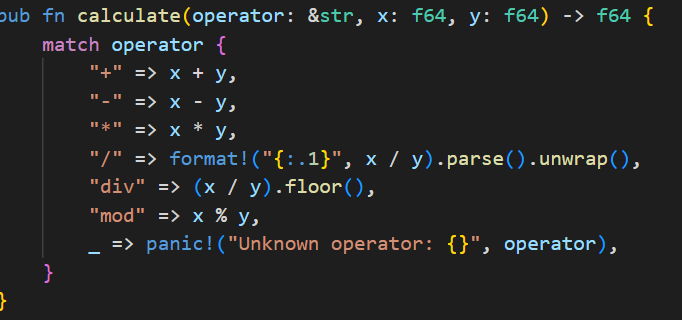 pub fn calculate(operator: &str, x: f64, y: f64) -> f64 {
    match operator {
        "+" => x + y,
        "-" => x - y,
        "*" => x * y,
        "/" => format!("{:.1}", x / y).parse().unwrap(),
        "div" => (x / y).floor(),
        "mod" => x % y,
        _ => panic!("Unknown operator: {}", operator),
    }
}